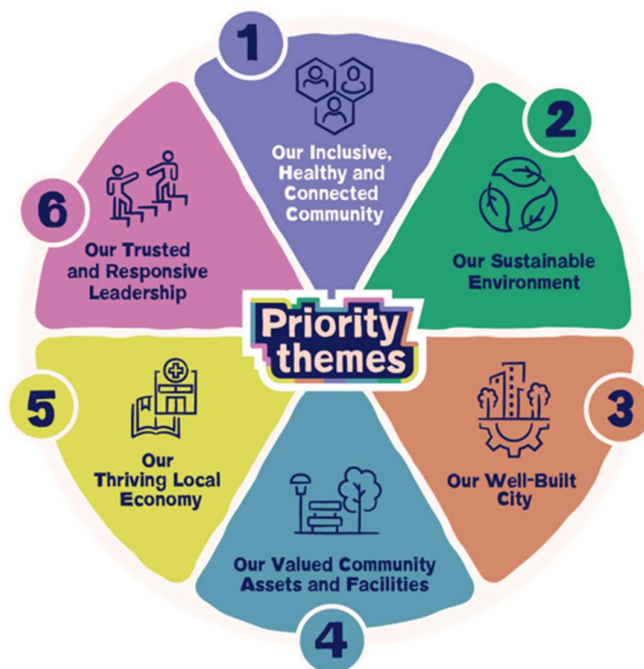 1
Our Inclusive,
Healthy and
Connected
Community
2
Our Sustainable
Environment
3
Our Well-Built
City
4
Our Valued Community
Assets and Facilities
5
Our
Thriving Local
Economy
6
Our Trusted
and Responsive
Leadership
Priority
themes